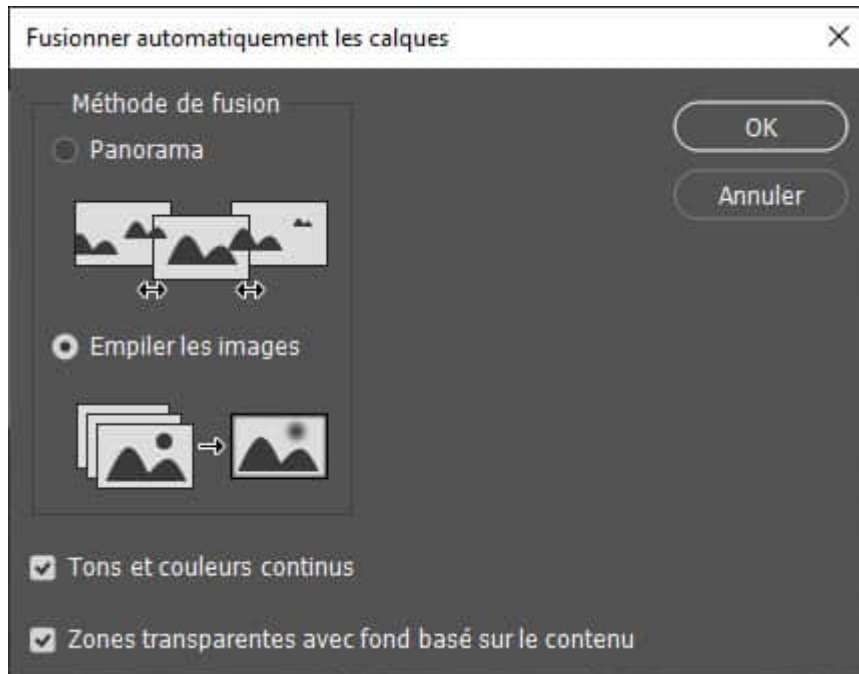 Fusionner automatiquement les calques
Méthode de fusion
Panorama
OK
Annuler
Empiler les images
Tons et couleurs continus
Zones transparentes avec fond basé sur le contenu